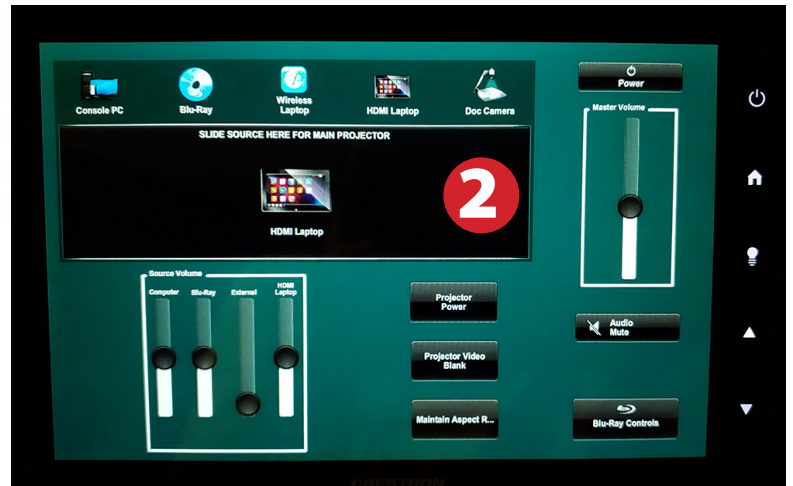 Power
Console PC
Blu-Ray
Wireless
Laptop
HDMI Laptop
Doc Camera
Master Volume
SLIDE SOURCE HERE FOR MAIN PROJECTOR
2
HDMI Laptop
Source Volume
Computer
Blu-Ray
External
HDMI
Laptop
Projector
Power
Audio
Mute
Projector Video
Blank
Maintain Aspect R...
Blu-Ray Controls
CRESTRON